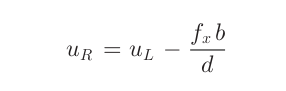 u_R = u_L − \frac{f_x b}{d}